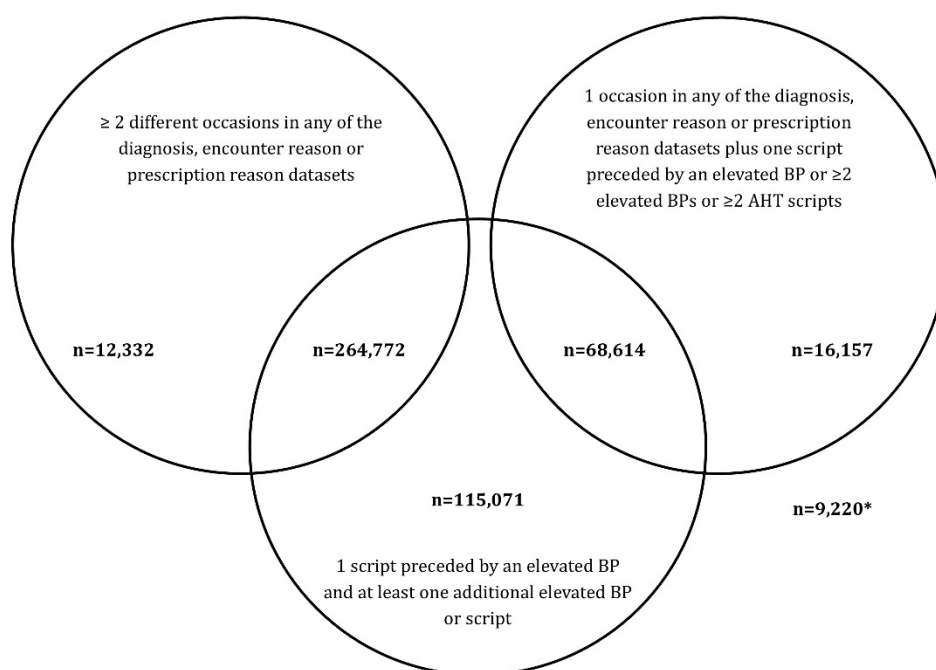 ≥ 2 different occasions in any of the
diagnosis, encounter reason or
prescription reason datasets
1 occasion in any of the diagnosis,
encounter reason or prescription
reason datasets plus one script
preceded by an elevated BP or ≥2
elevated BPs or ≥2 AHT scripts
n=12,332
n=264,772
n=68,614
n=16,157
n=115,071
n=9,220*
1 script preceded by an elevated BP
and at least one additional elevated BP
or script